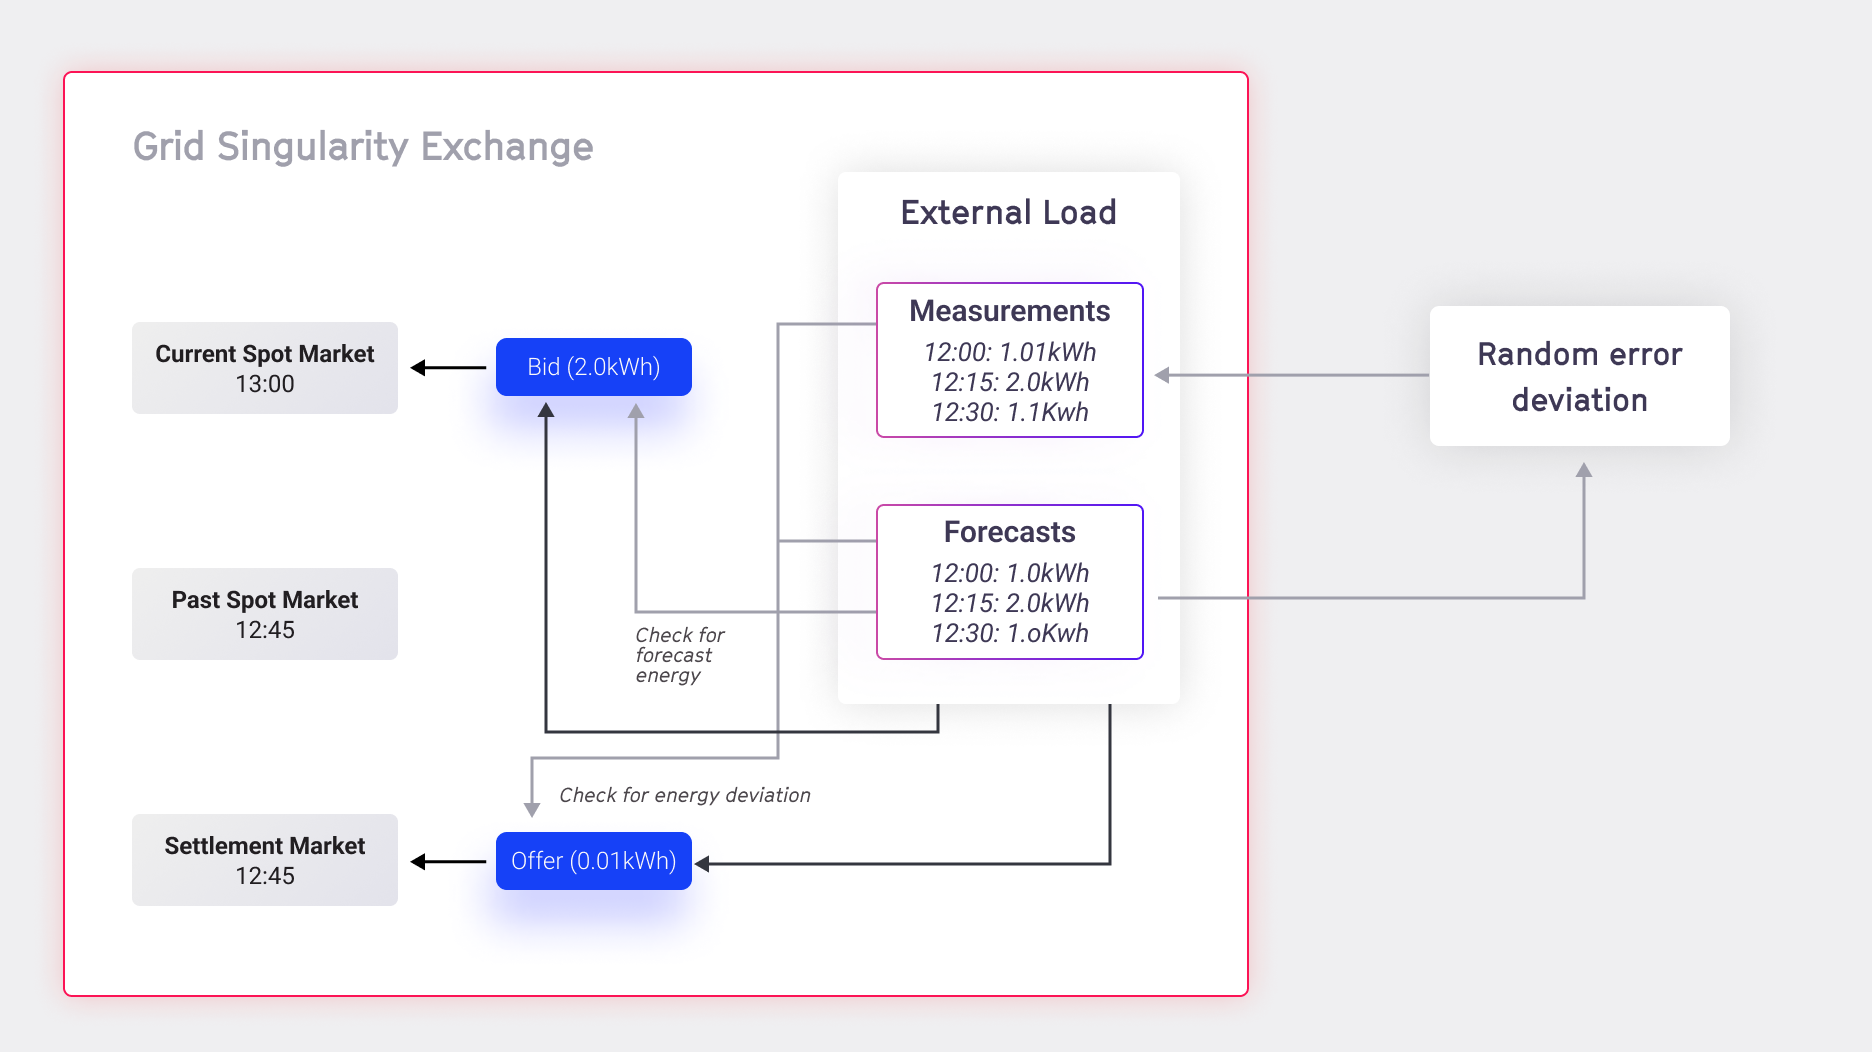 Grid Singularity Exchange
External Load
Measurements
12:00: 1.01kWh
12:15: 2.0kWh
12:30: 1.1Kwh
Random error
deviation
Current Spot Market
13:00
Bid (2.0kWh)
Forecasts
12:00: 1.0kWh
12:15: 2.0kWh
12:30: 1.oKwh
Past Spot Market
12:45
Check for
forecast
energy
Check for energy deviation
Settlement Market
12:45
Offer (0.01kWh)